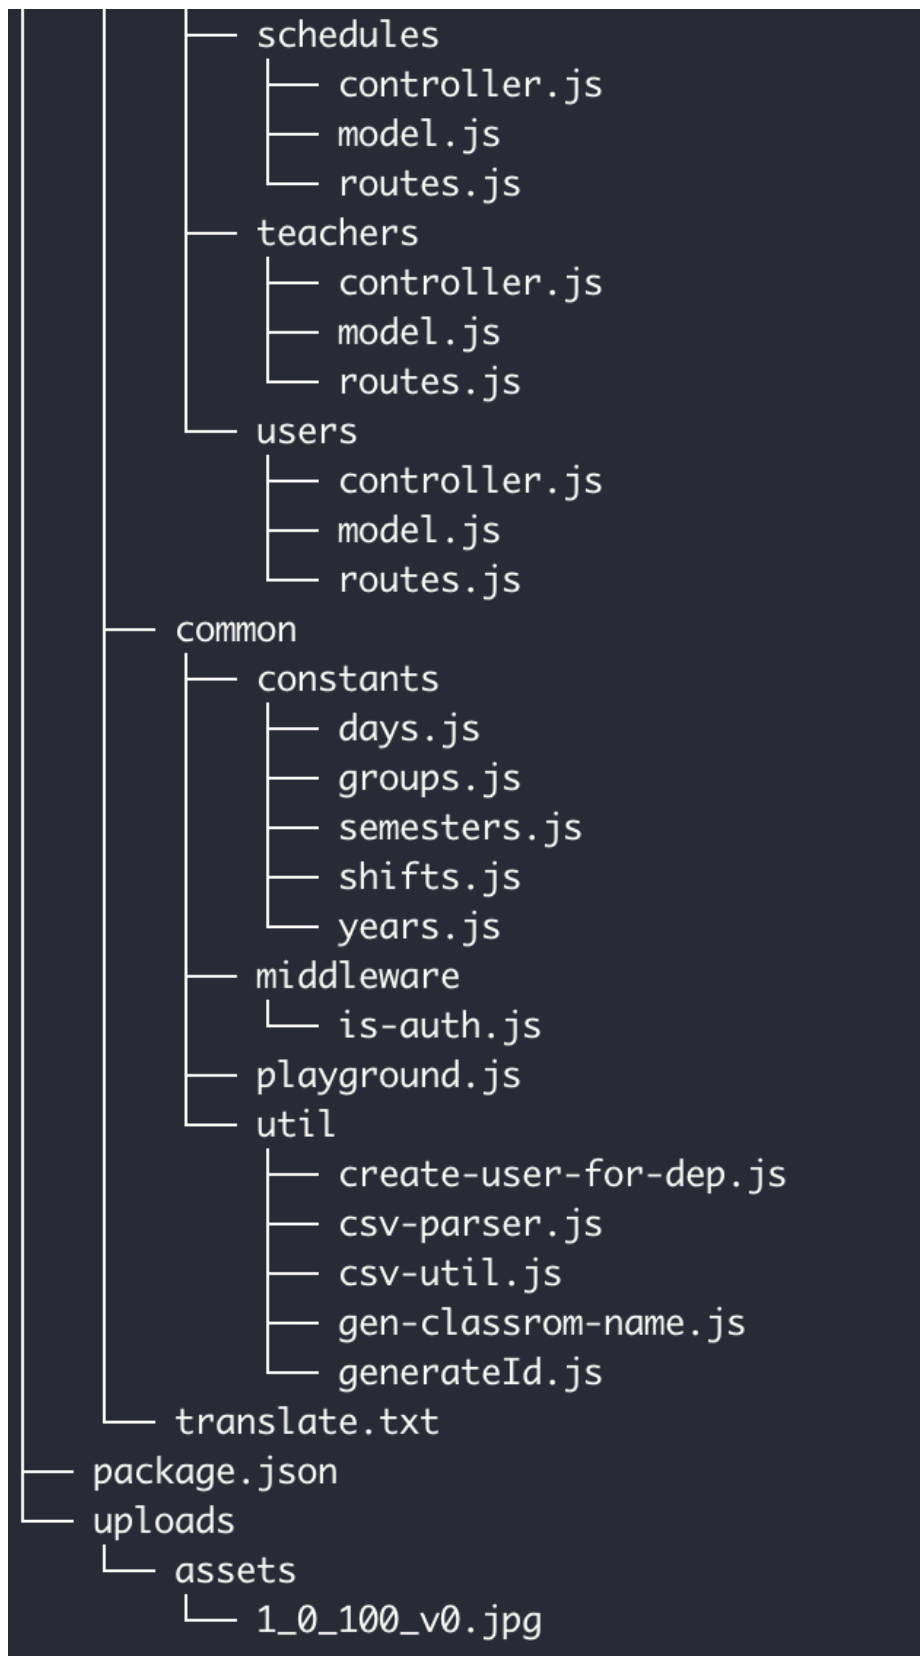 schedules
controller.js
model.js
routes.js
teachers
controller.js
model.js
routes.js
users
controller.js
model.js
routes.js
common
constants
days.js
groups.js
semesters.js
shifts.js
years.js
middleware
is-auth.js
playground.js
util
create-user-for-dep.js
csv-parser.js
csv-util.js
gen-classrom-name.js
generateId.js
translate.txt
package.json
uploads
assets
1_0_100_v0.jpg